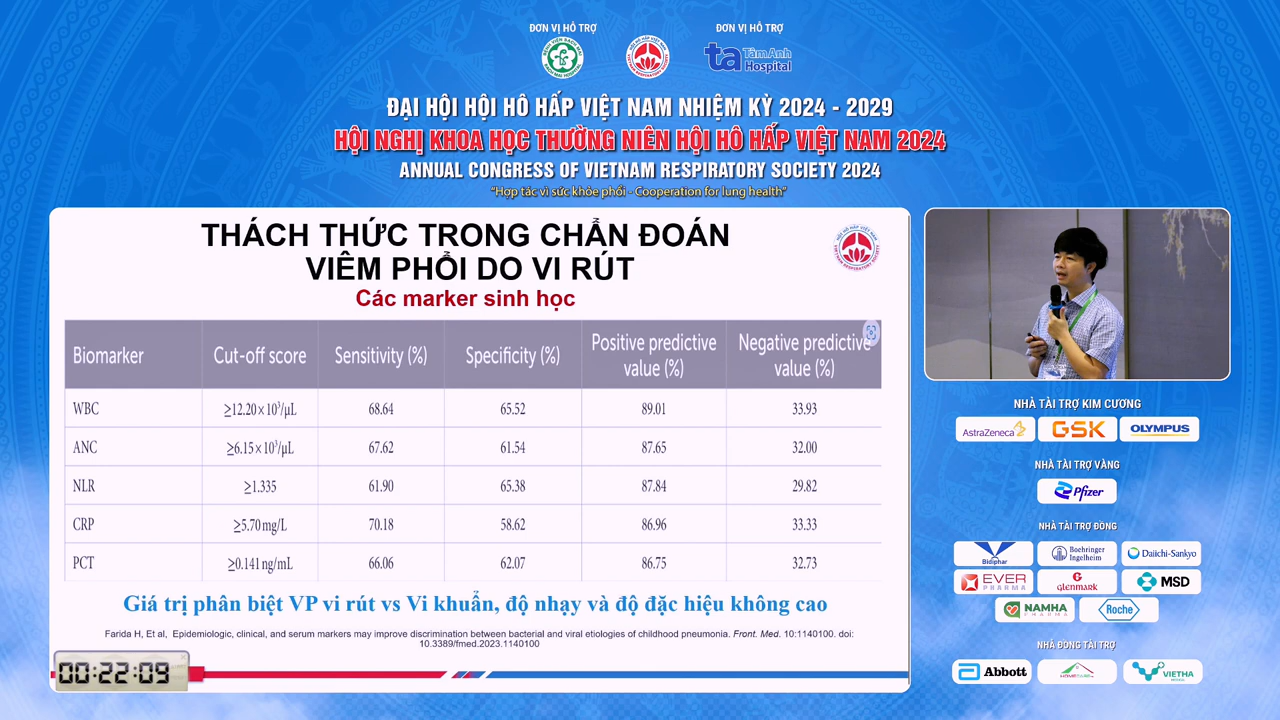 ĐƠN VỊ HỖ TRỢ
ĐƠN VỊ HỖ TRỢ
ta TâmAnh Hospital
ĐẠI HỘI HỘI HÔ HẤP VIỆT NAM NHIỆM KỲ 2024 - 2029
HỘI NGHỊ KHOA HỌC THƯỜNG NIÊN HỘI HÔ HẤP VIỆT NAM 2024
ANNUAL CONGRESS OF VIETNAM RESPIRATORY SOCIETY 2024
"Hợp tác vì sức khỏe phổi - Cooperation for lung health"
THÁCH THỨC TRONG CHẨN ĐOÁN
VIÊM PHỔI DO VI RÚT
Các marker sinh học
Biomarker Cut-off score Sensitivity (%) Specificity (%) Positive predictive value (%) Negative predictive value (%)
WBC ≥12.20×10³/μL 68.64 65.52 89.01 33.93
ANC ≥6.15×10³/μL 67.62 61.54 87.65 32.00
NLR ≥1.335 61.90 65.38 87.84 29.82
CRP ≥5.70 mg/L 70.18 58.62 86.96 33.33
PCT ≥0.141 ng/mL 66.06 62.07 86.75 32.73
Giá trị phân biệt VP vi rút vs Vi khuẩn, độ nhạy và độ đặc hiệu không cao
Farida H, Et al, Epidemiologic, clinical, and serum markers may improve discrimination between bacterial and viral etiologies of childhood pneumonia. Front. Med. 10:1140100. doi:
10.3389/fmed.2023.1140100
00:22:09
NHÀ TÀI TRỢ KIM CƯƠNG
AstraZeneca GSK OLYMPUS
NHÀ TÀI TRỢ VÀNG
Pfizer
NHÀ TÀI TRỢ ĐỒNG
Bidiphar Boehringer Ingelheim Daiichi-Sankyo
EVER PHARMA GLENMARK MSD
NAMHA PHARMA Roche
NHÀ ĐỒNG TÀI TRỢ
Abbott VIETHA